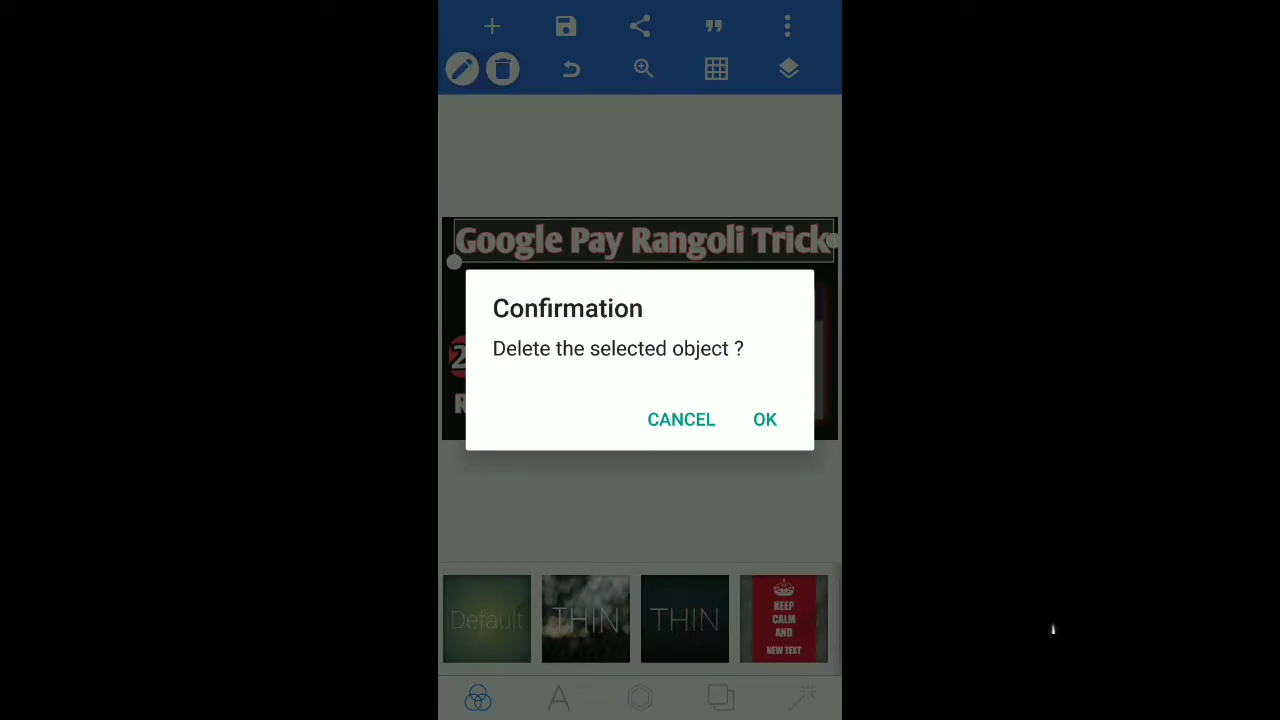 Google Pay Rangoli Trick
Confirmation
Delete the selected object ?
2
R
CANCEL OK
Default THIN THIN KEEP
CALM
AND
NEW TEXT